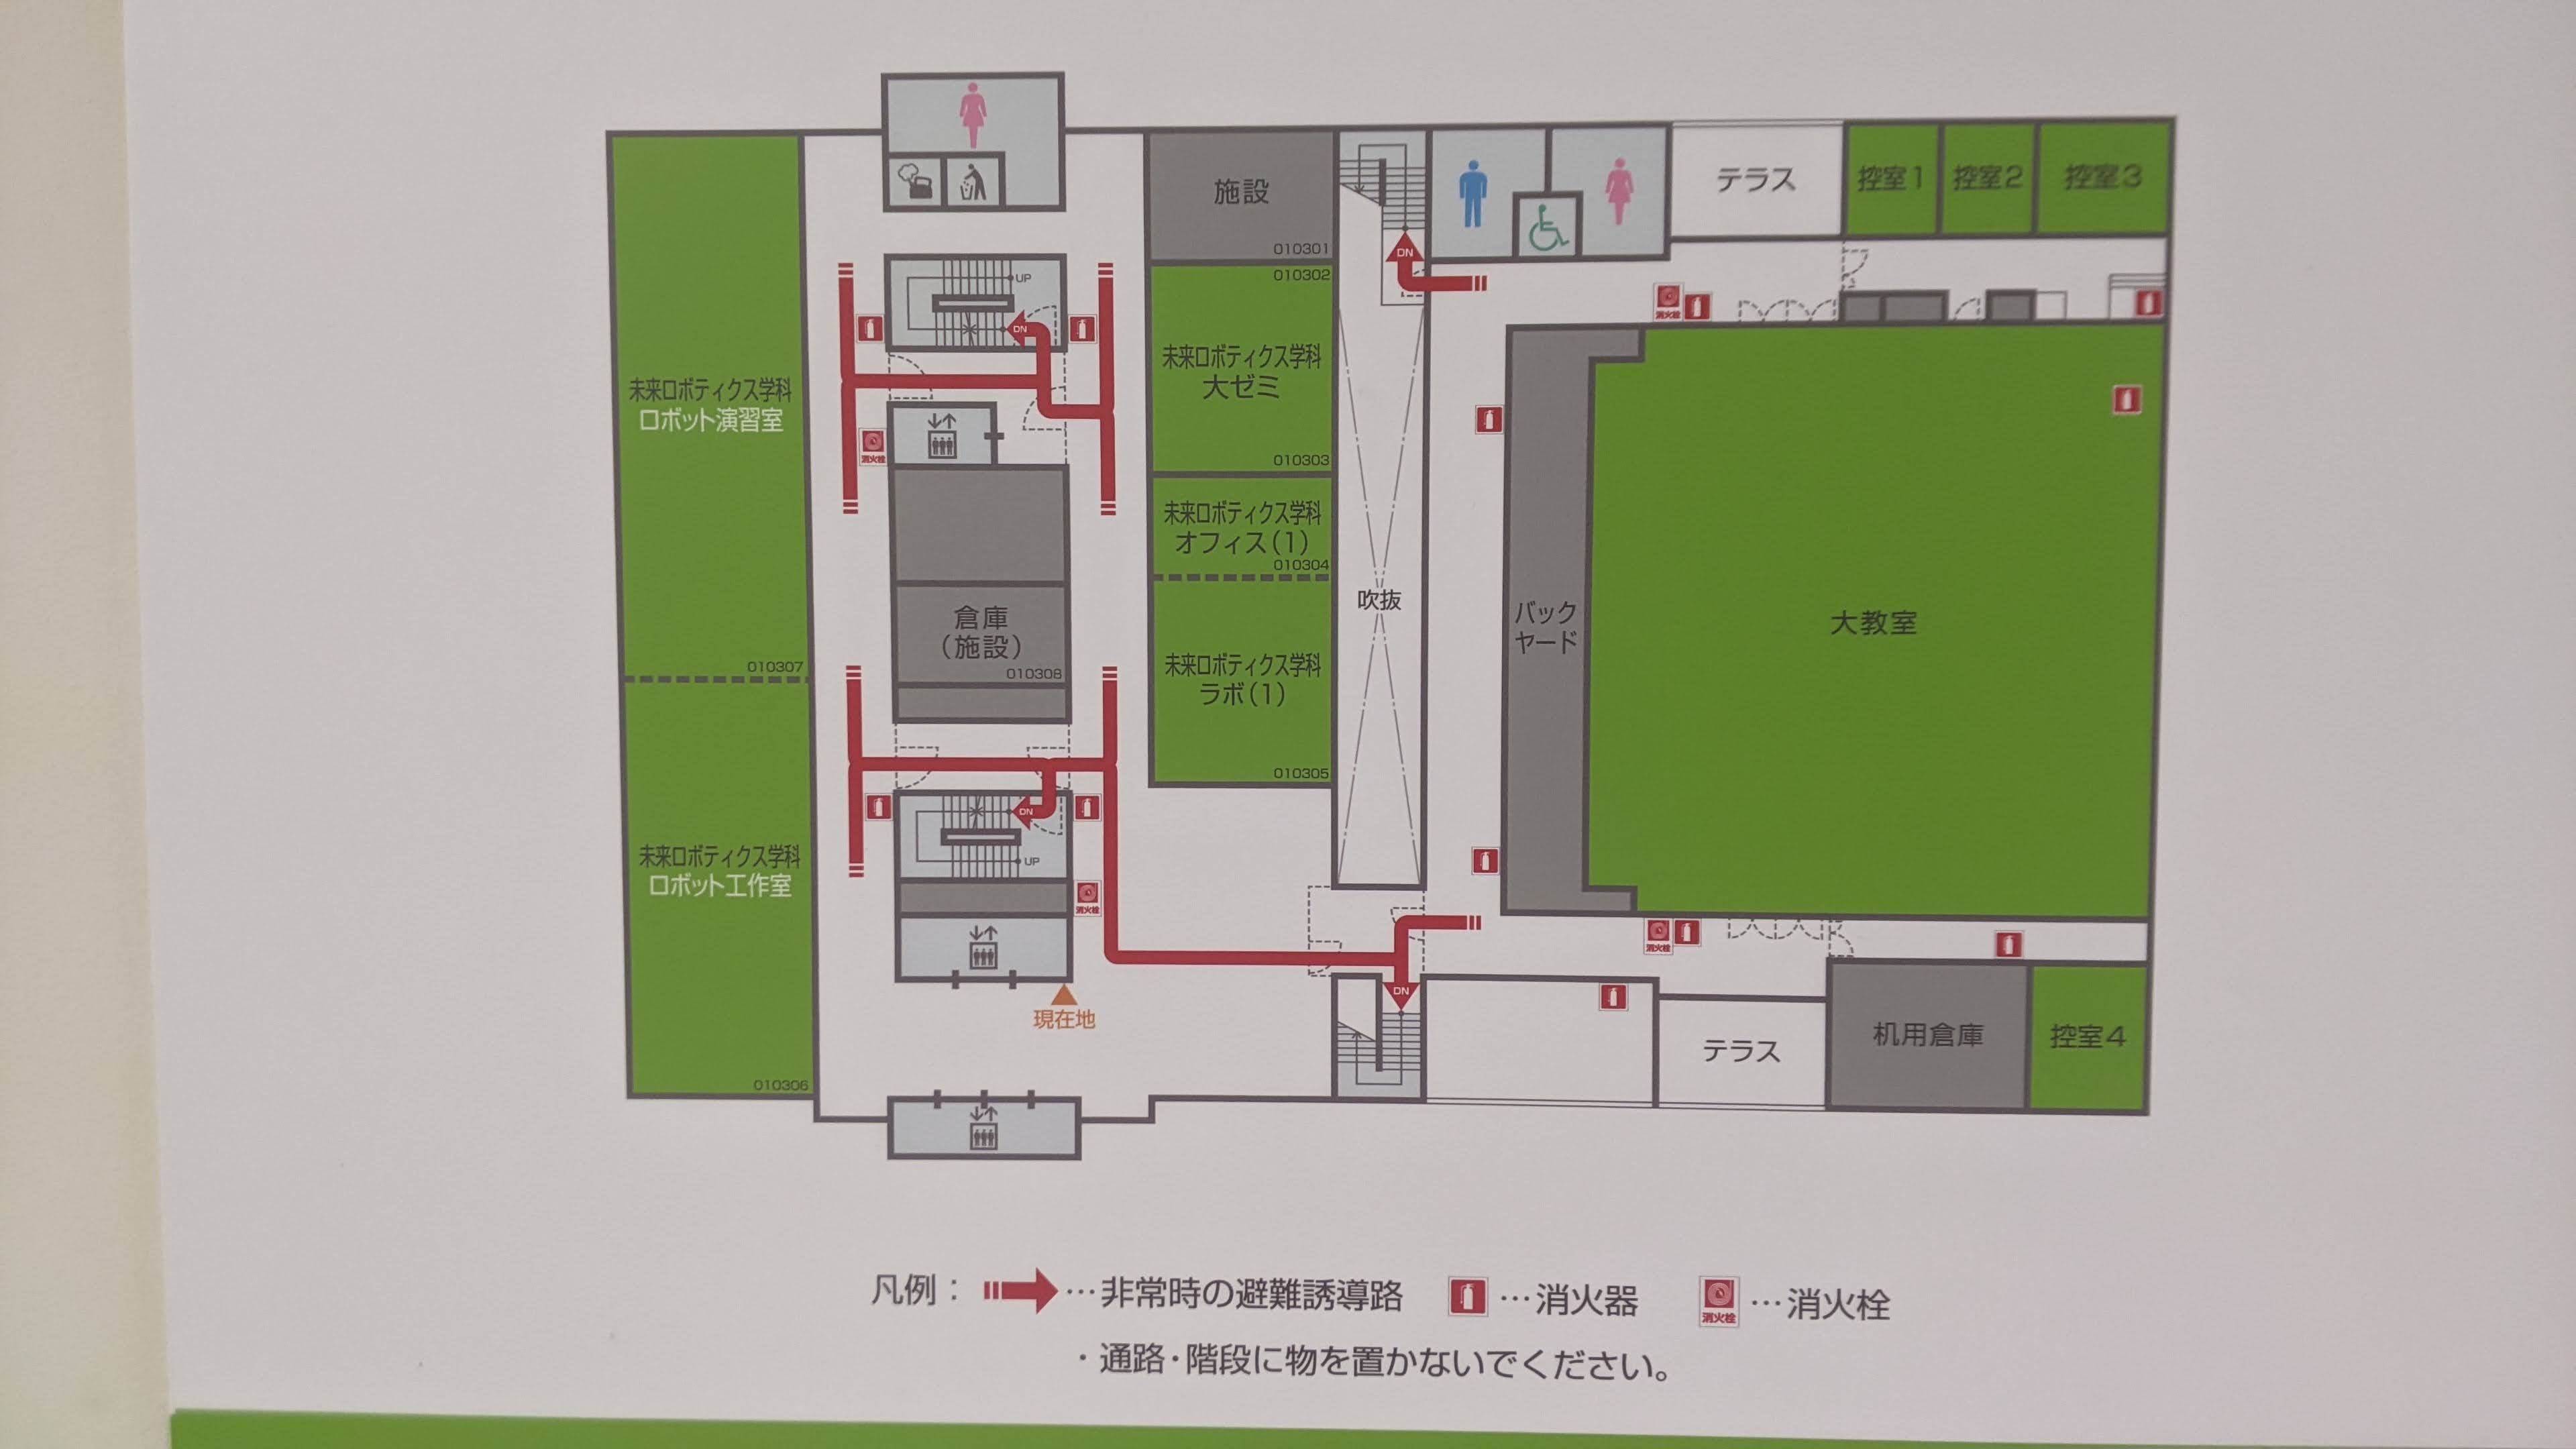 テラス
控室1
控室2
控室3
施設
010301
010302
UP
DN
DN
消火栓
未来ロボティクス学科
大ゼミ
010303
未来ロボティクス学科
ロボット演習室
消火栓
未来ロボティクス学科
オフィス(1)
010304
倉庫
(施設)
010308
吹抜
バック
ヤード
大教室
010307
未来ロボティクス学科
ラボ(1)
010305
DN
UP
未来ロボティクス学科
ロボット工作室
消火栓
消火栓
DN
現在地
テラス
机用倉庫
控室4
010306
凡例:
…非常時の避難誘導路
…消火器
消火栓
…消火栓
・通路・階段に物を置かないでください。